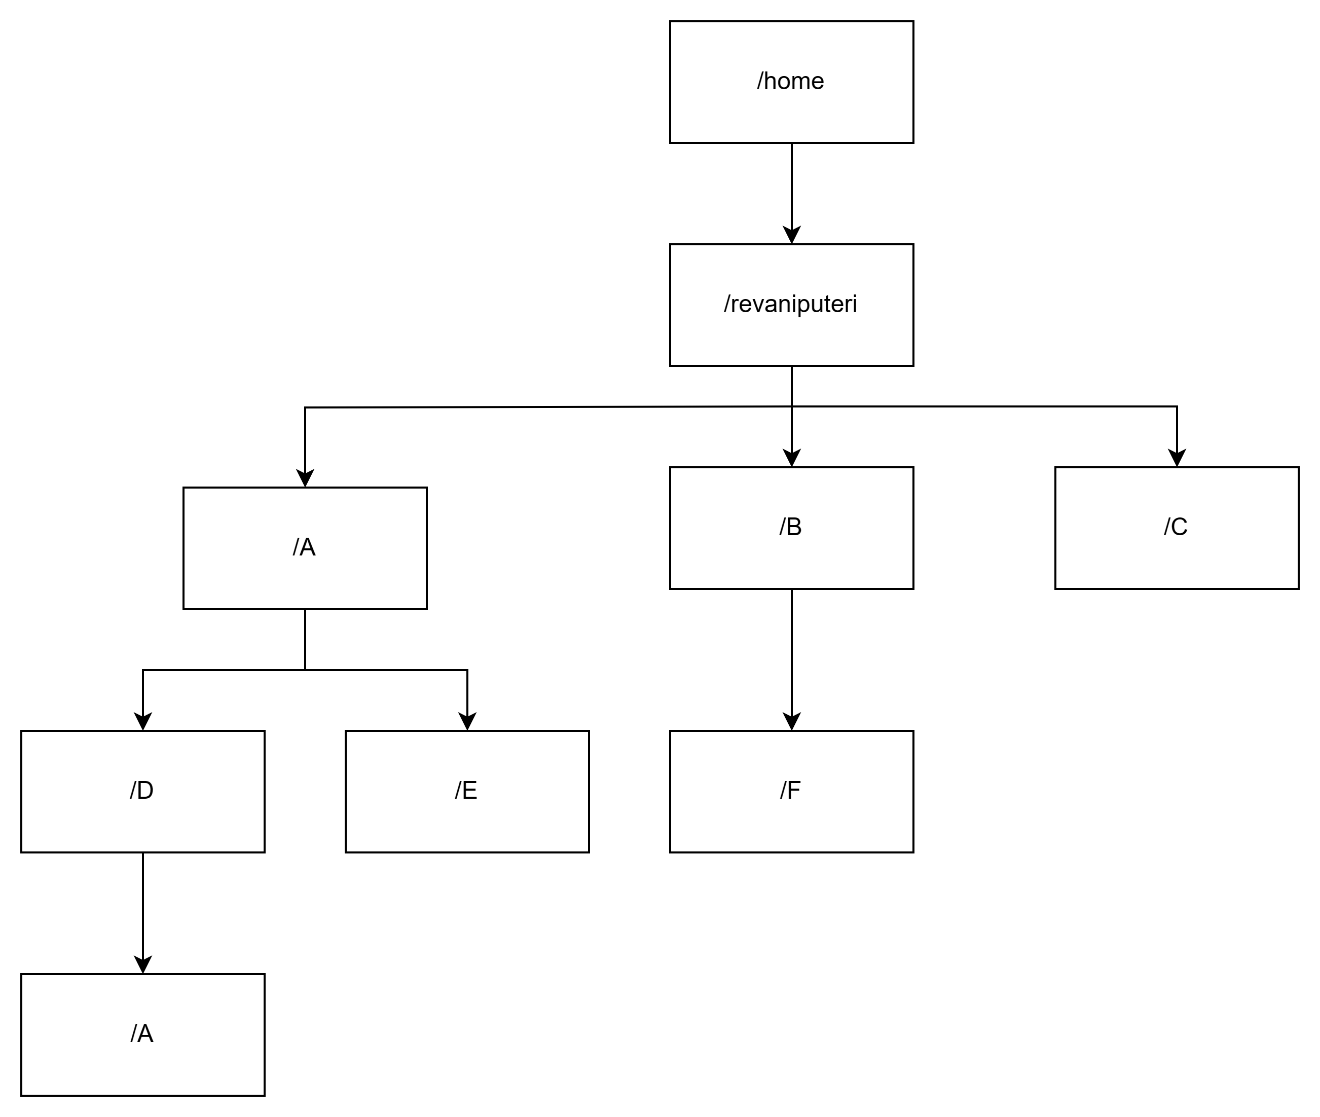 /home
/revaniputeri
/A
/B
/C
/D
/E
/F
/A